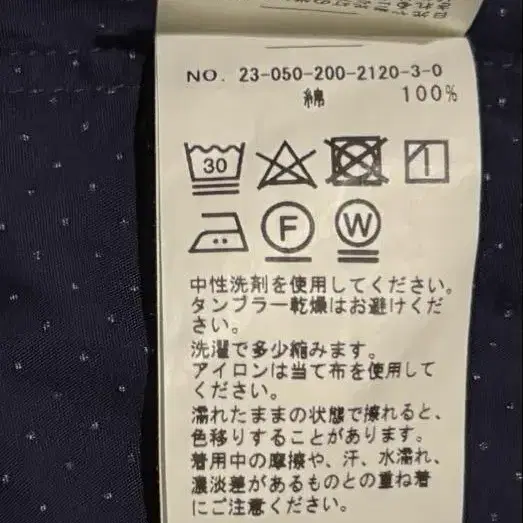 NO. 23-050-200-2120-3-0
綿 100%
30
F W
中性洗剤を使用してください。
タンブラー乾燥はお避けくだ
さい。
洗濯で多少縮みます。
アイロンは当て布を使用して
ください。
濡れたままの状態で擦れると、
色移りすることがあります。
着用中の摩擦や、汗、水濡れ、
濃淡差があるものとの重ね着
にご注意ください。